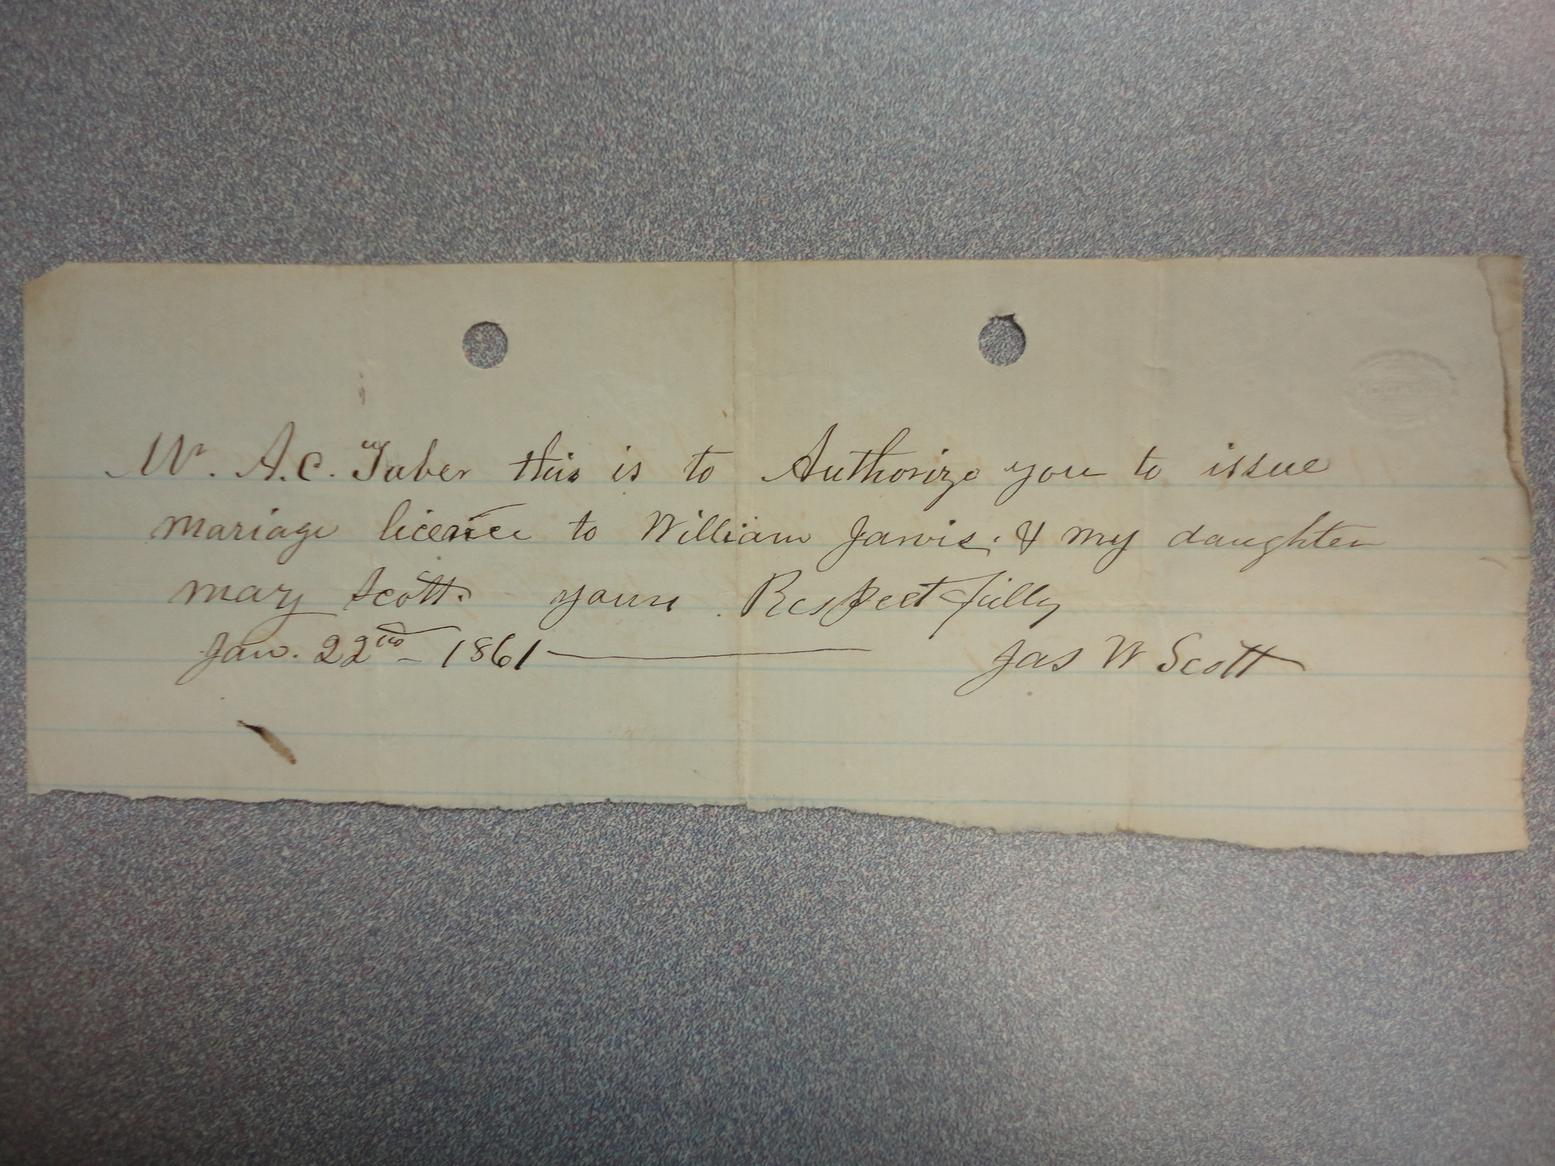 Mr. A.C. Taber this is to Authorize you to issue
mariage licence to William Jarvis. & my daughter
mary Scott. yours Respectfully
Jan. 22nd - 1861 — Jas W Scott